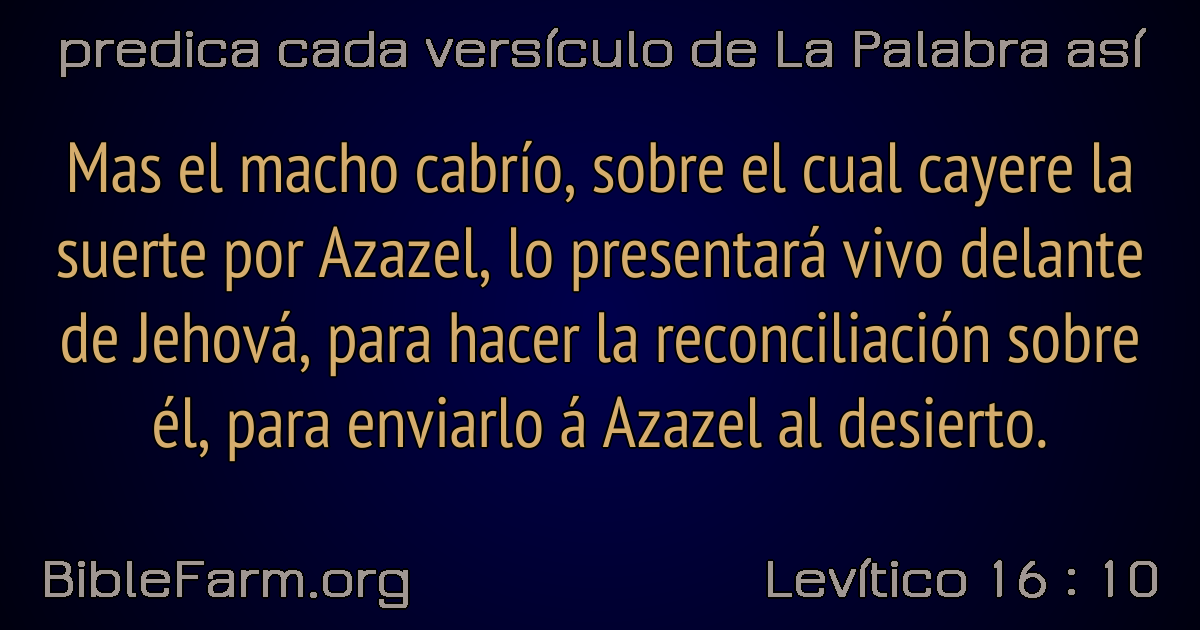 predica cada versículo de La Palabra así
Mas el macho cabrío, sobre el cual cayere la
suerte por Azazel, lo presentará vivo delante
de Jehová, para hacer la reconciliación sobre
él, para enviarlo á Azazel al desierto.
BibleFarm.org
Levítico 16 : 10